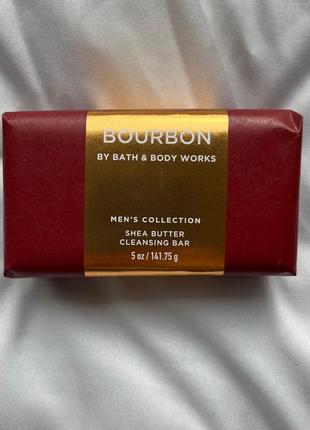 BOURBON
BY BATH & BODY WORKS
MEN'S COLLECTION
SHEA BUTTER
CLEANSING BAR
5 oz / 141.75 g